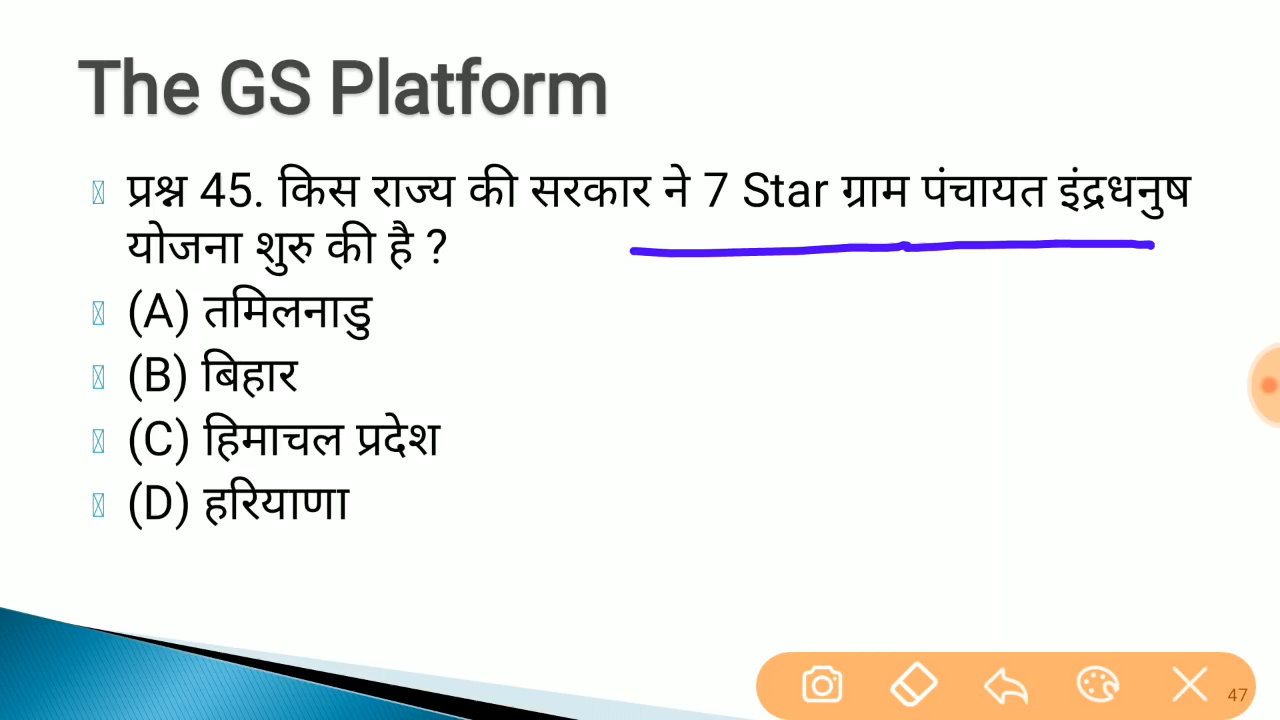 The GS Platform
प्रश्न 45. किस राज्य की सरकार ने 7 Star ग्राम पंचायत इंद्रधनुष
योजना शुरु की है ?
(A) तमिलनाडु
(B) बिहार
(C) हिमाचल प्रदेश
(D) हरियाणा
47